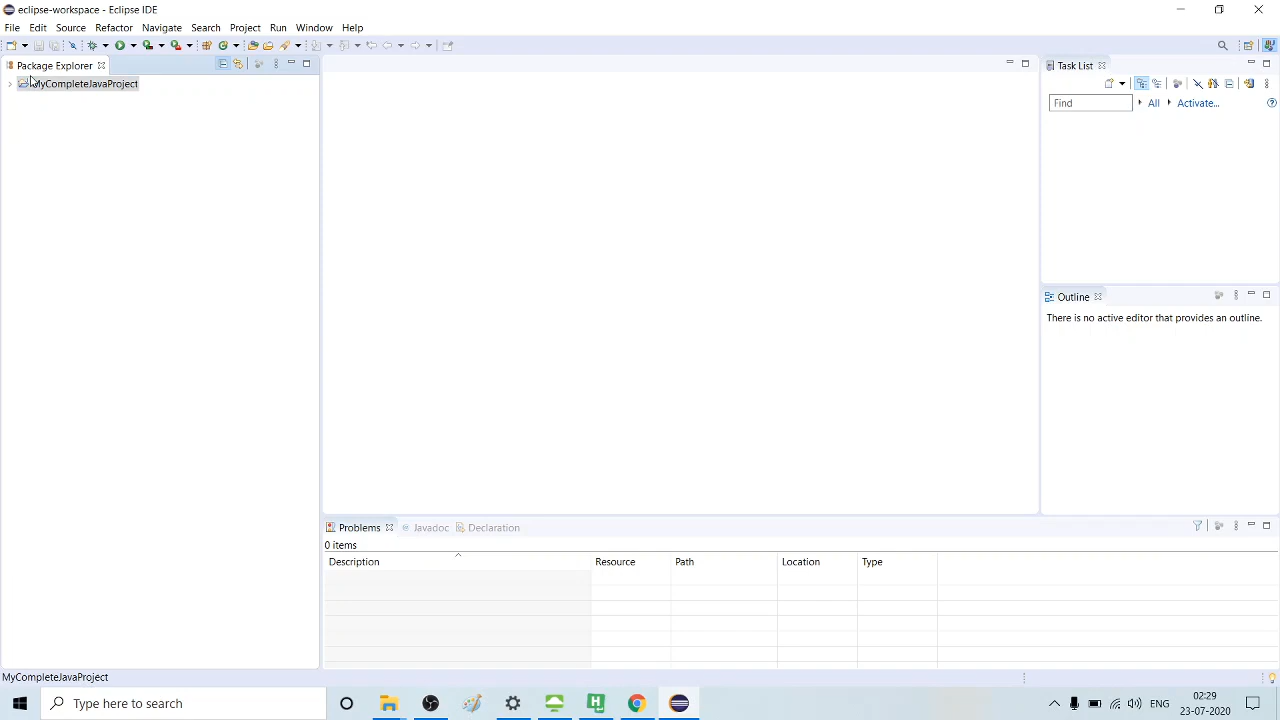 eclipse-workspace - Eclipse IDE
File Edit Source Refactor Navigate Search Project Run Window Help
Package Explorer
MyCompleteJavaProject
Task List
Find
All
Activate...
Outline
There is no active editor that provides an outline.
Problems Javadoc Declaration
0 items
Description Resource Path Location Type
MyCompleteJavaProject
Type here to search
ENG
02:29
23-07-2020